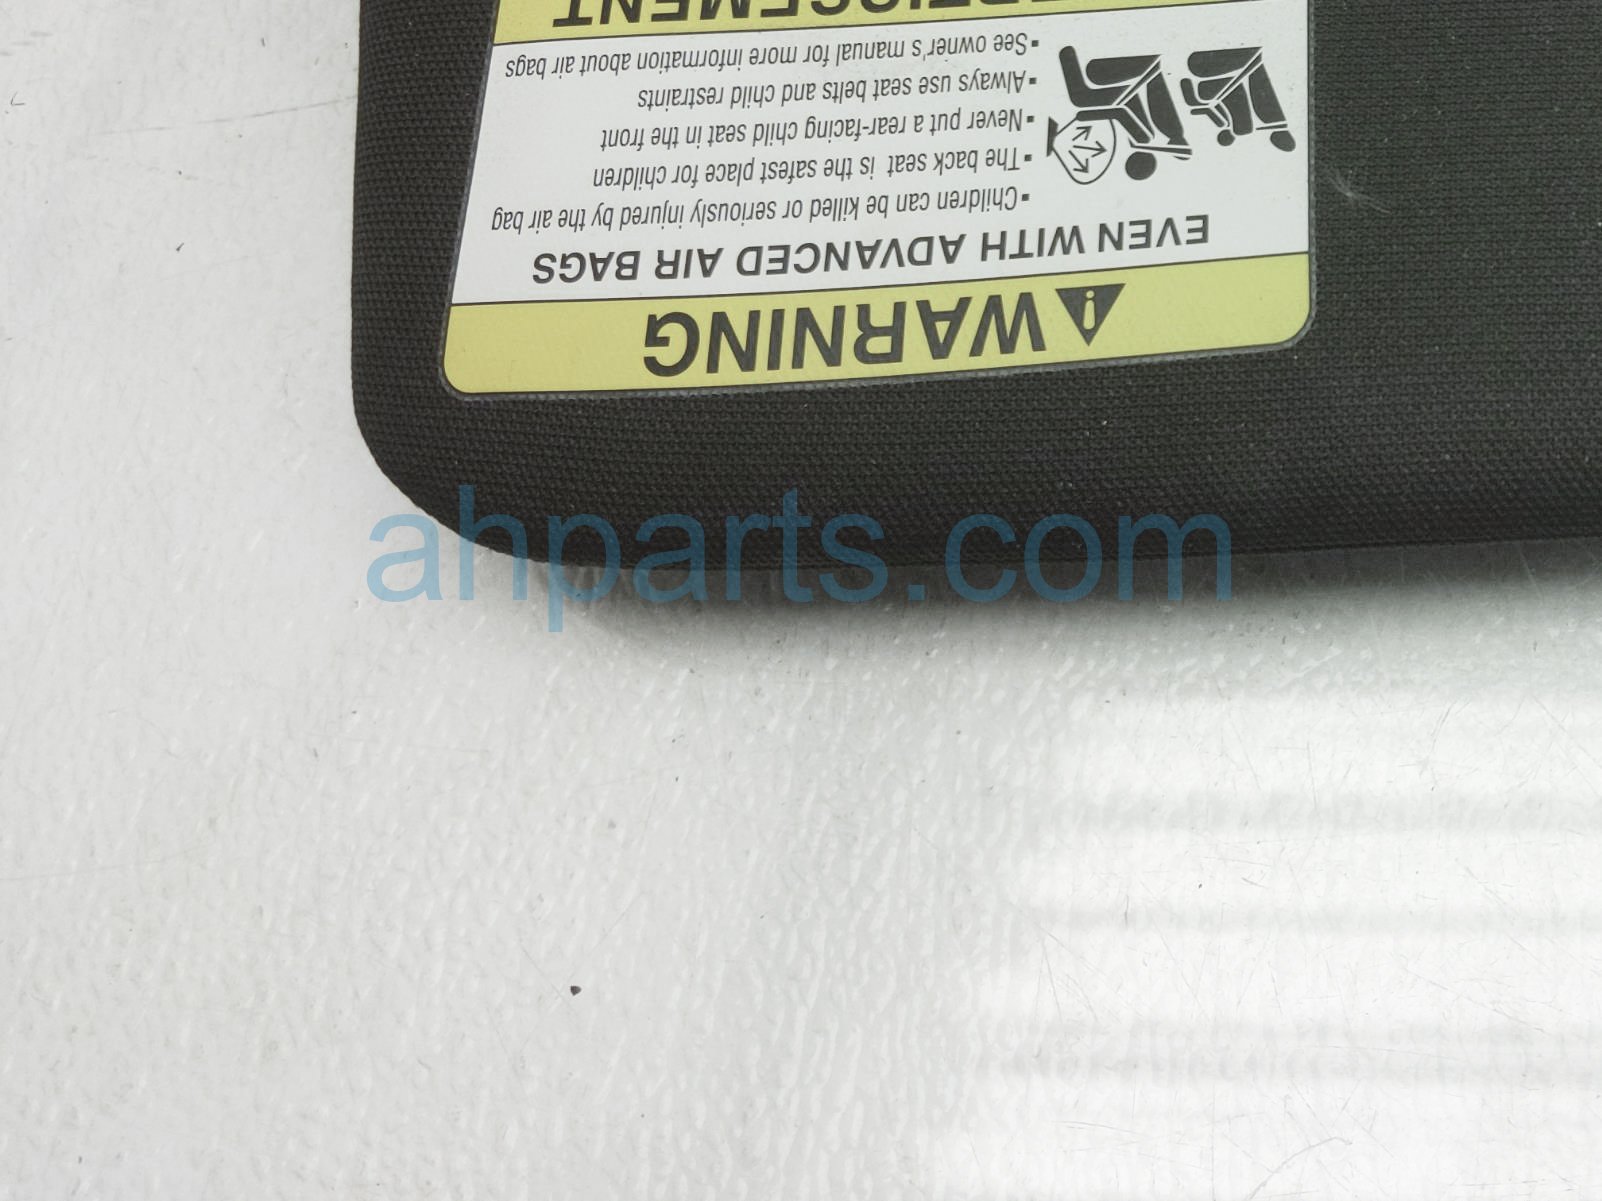 WARNING
EVEN WITH ADVANCED AIR BAGS
▪Children can be killed or seriously injured by the air bag
▪The back seat is the safest place for children
▪Never put a rear-facing child seat in the front
▪Always use seat belts and child restraints
▪See owner's manual for more information about air bags
ahparts.com